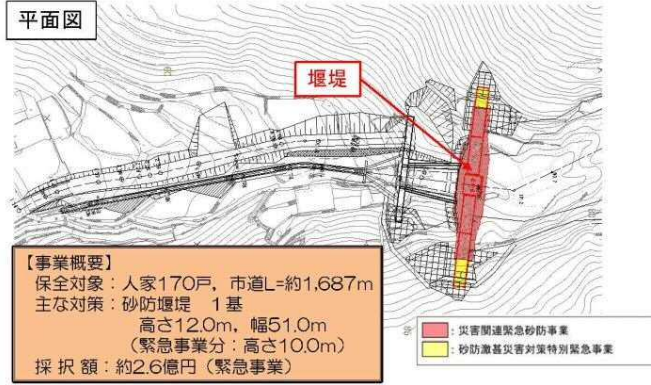 平面図
堰堤
【事業概要】
保全対象：人家170戸，市道L=約1,687m
主な対策：砂防堰堤　1基
高さ12.0m，幅51.0m
（緊急事業分：高さ10.0m）
採 択 額：約2.6億円（緊急事業）
：災害関連緊急砂防事業
：砂防激甚災害対策特別緊急事業